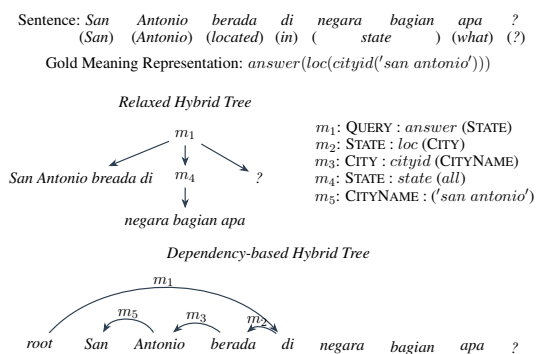 Sentence: San Antonio berada di negara bagian apa ?
(San) (Antonio) (located) (in) ( state ) (what) (?)
Gold Meaning Representation: answer(loc(cityid('san antonio')))
Relaxed Hybrid Tree
m1
San Antonio breada di m4 ?
negara bagian apa
m1: QUERY : answer (STATE)
m2: STATE : loc (CITY)
m3: CITY : cityid (CITYNAME)
m4: STATE : state (all)
m5: CITYNAME : ('san antonio')
Dependency-based Hybrid Tree
m1
m5 m3 m2
root San Antonio berada di negara bagian apa ?